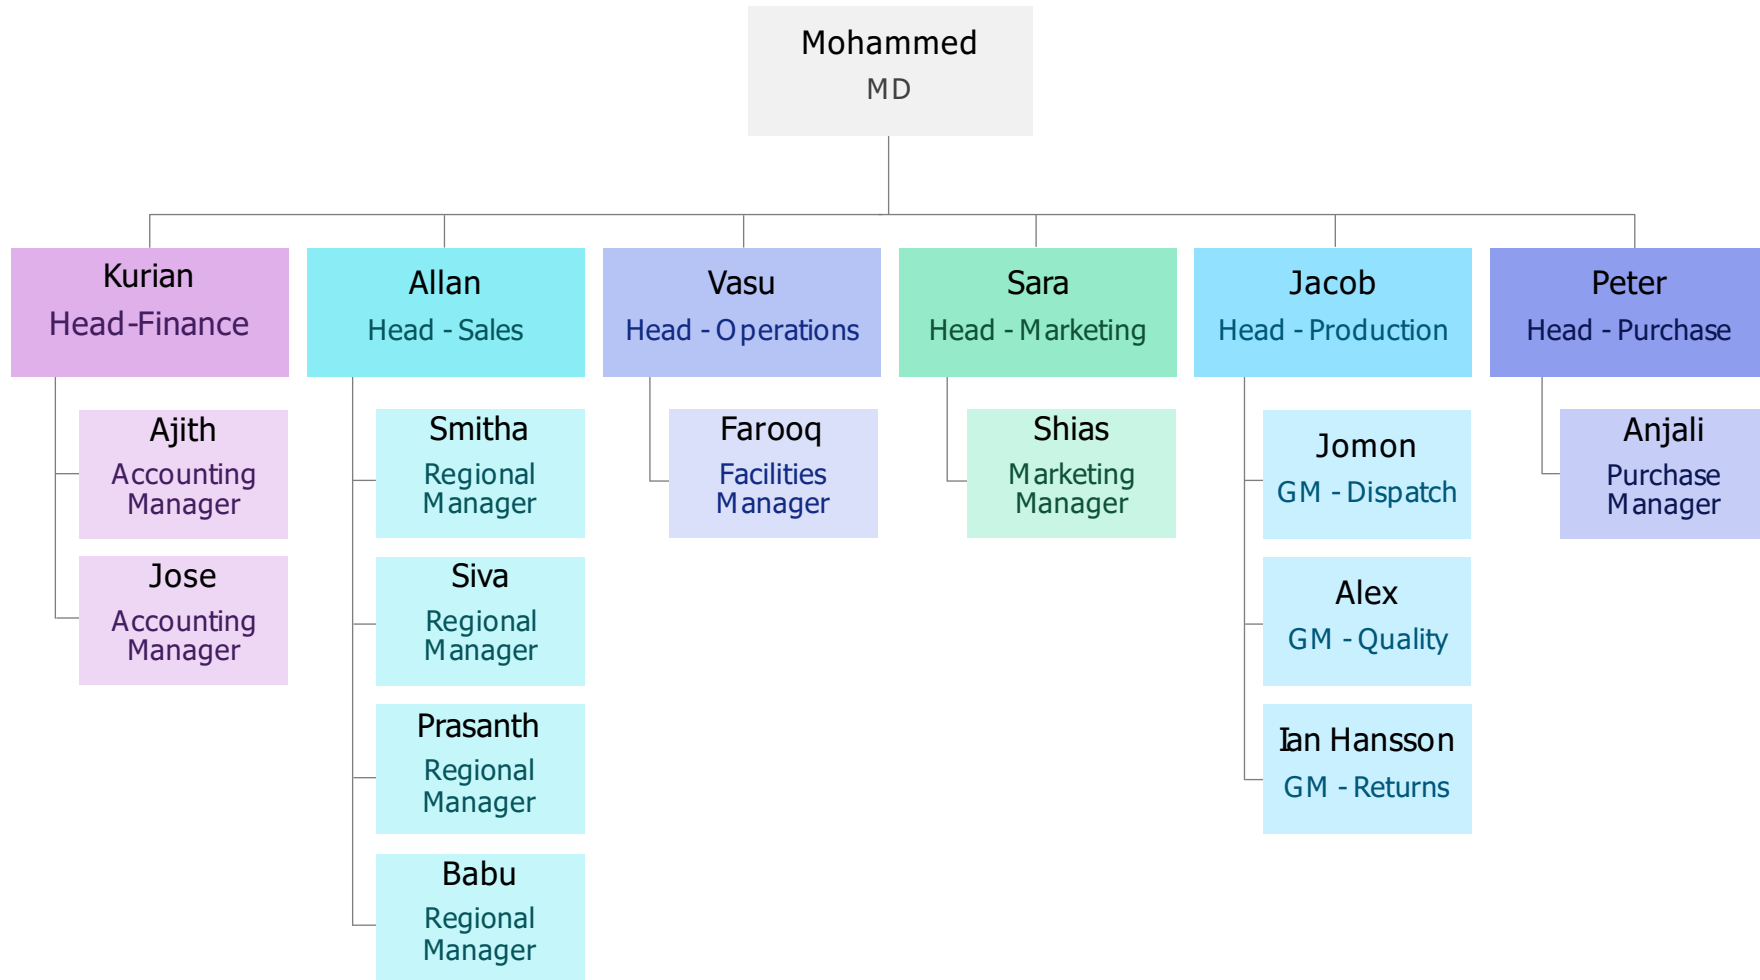 Mohammed
MD
Kurian
Head-Finance
Allan
Head - Sales
Vasu
Head - Operations
Sara
Head - Marketing
Jacob
Head - Production
Peter
Head - Purchase
Ajith
Accounting
Manager
Jose
Accounting
Manager
Smitha
Regional
Manager
Siva
Regional
Manager
Prasanth
Regional
Manager
Babu
Regional
Manager
Farooq
Facilities
Manager
Shias
Marketing
Manager
Jomon
GM - Dispatch
Alex
GM - Quality
Ian Hansson
GM - Returns
Anjali
Purchase
Manager